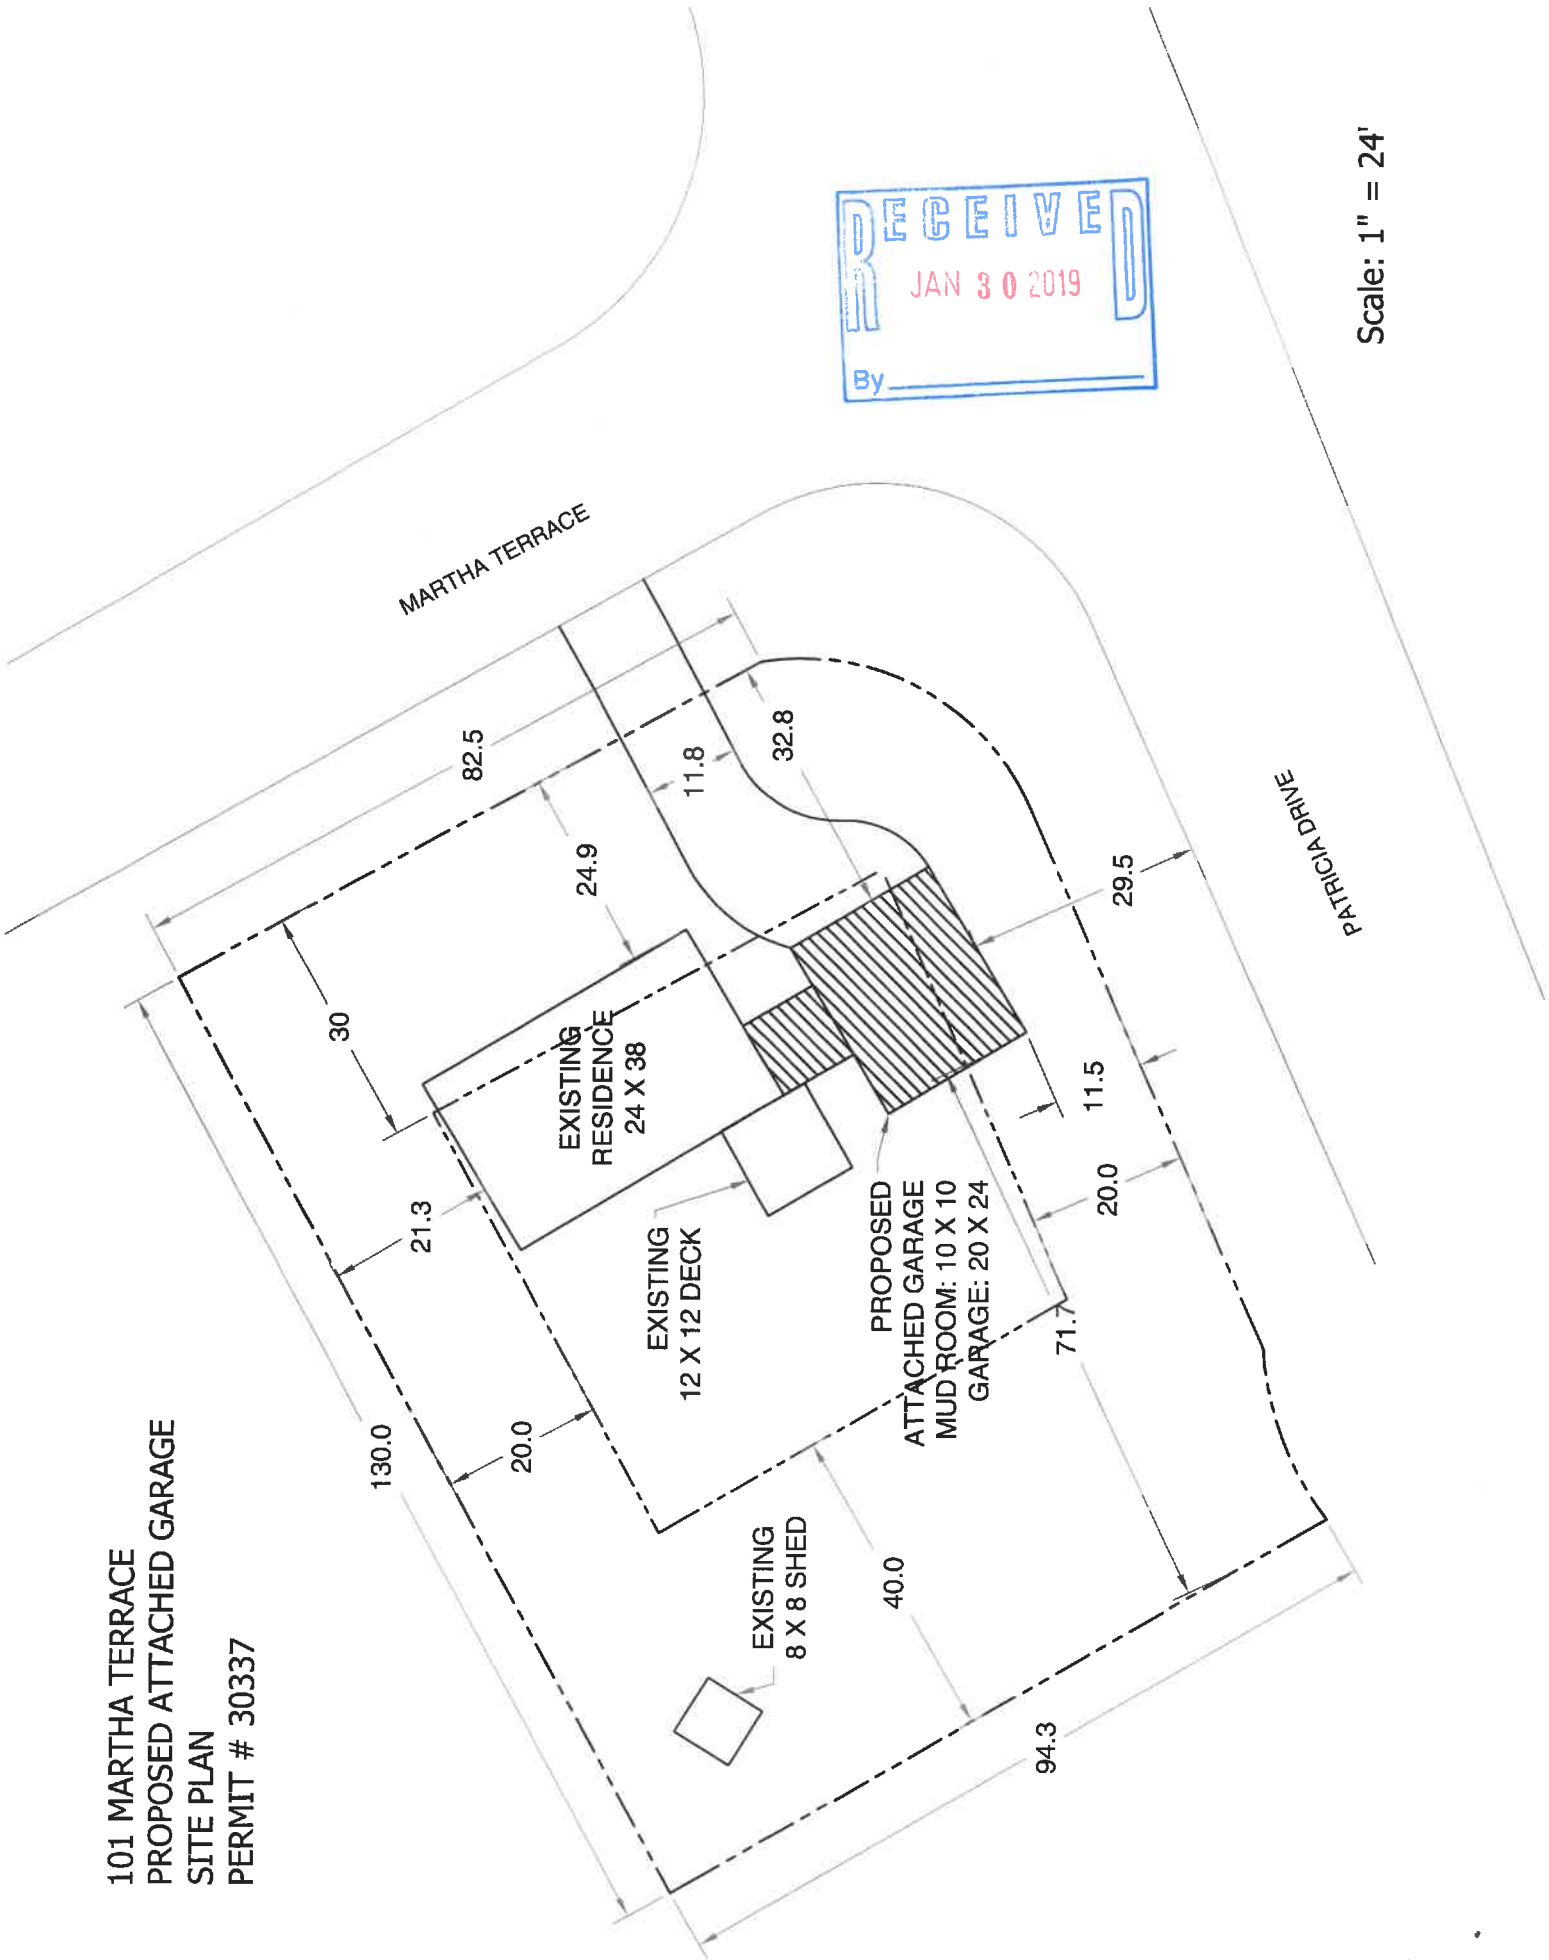 101 MARTHA TERRACE
PROPOSED ATTACHED GARAGE
SITE PLAN
PERMIT # 30337
130.0
82.5
MARTHA TERRACE
30
24.9
21.3
20.0
11.8
32.8
EXISTING
RESIDENCE
24 X 38
EXISTING
12 X 12 DECK
PROPOSED
ATTACHED GARAGE
MUD ROOM: 10 X 10
GARAGE: 20 X 24
EXISTING
8 X 8 SHED
40.0
94.3
71.7
20.0
11.5
29.5
PATRICIA DRIVE
RECEIVED
JAN 30 2019
By
Scale: 1" = 24'